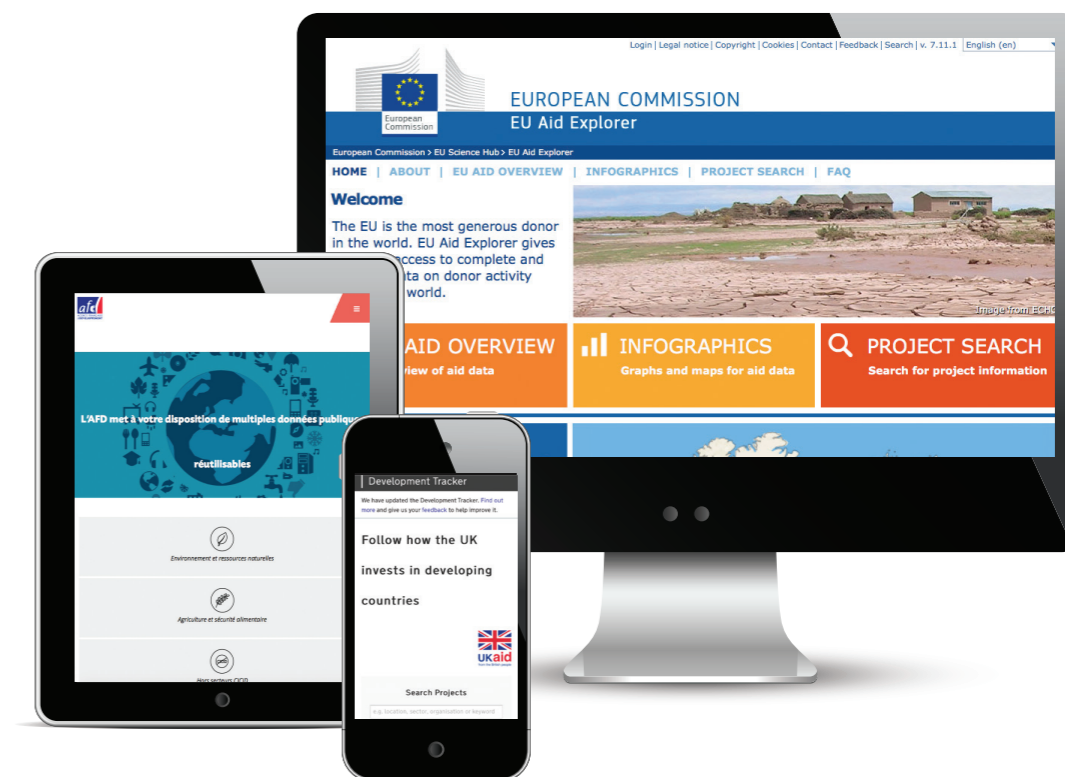 Login | Legal notice | Copyright | Cookies | Contact | Feedback | Search | v. 7.11.1 English (en)
European
Commission
EUROPEAN COMMISSION
EU Aid Explorer
European Commission > EU Science Hub > EU Aid Explorer
HOME | ABOUT | EU AID OVERVIEW | INFOGRAPHICS | PROJECT SEARCH | FAQ
Welcome
The EU is the most generous donor
in the world. EU Aid Explorer gives
access to complete and
on donor activity
world.
Image from ECHO
AID OVERVIEW
of aid data
INFOGRAPHICS
Graphs and maps for aid data
PROJECT SEARCH
Search for project information
afd
L'AFD met à votre disposition de multiples données
réutilisables
Environnement et ressources naturelles
Agriculture et sécurité alimentaire
Hors secteurs CICID
Development Tracker
We have updated the Development Tracker. Find out
more and give us your feedback to help improve it.
Follow how the UK
invests in developing
countries
UKaid
from the British people
Search Projects
e.g. location, sector, organisation or keyword